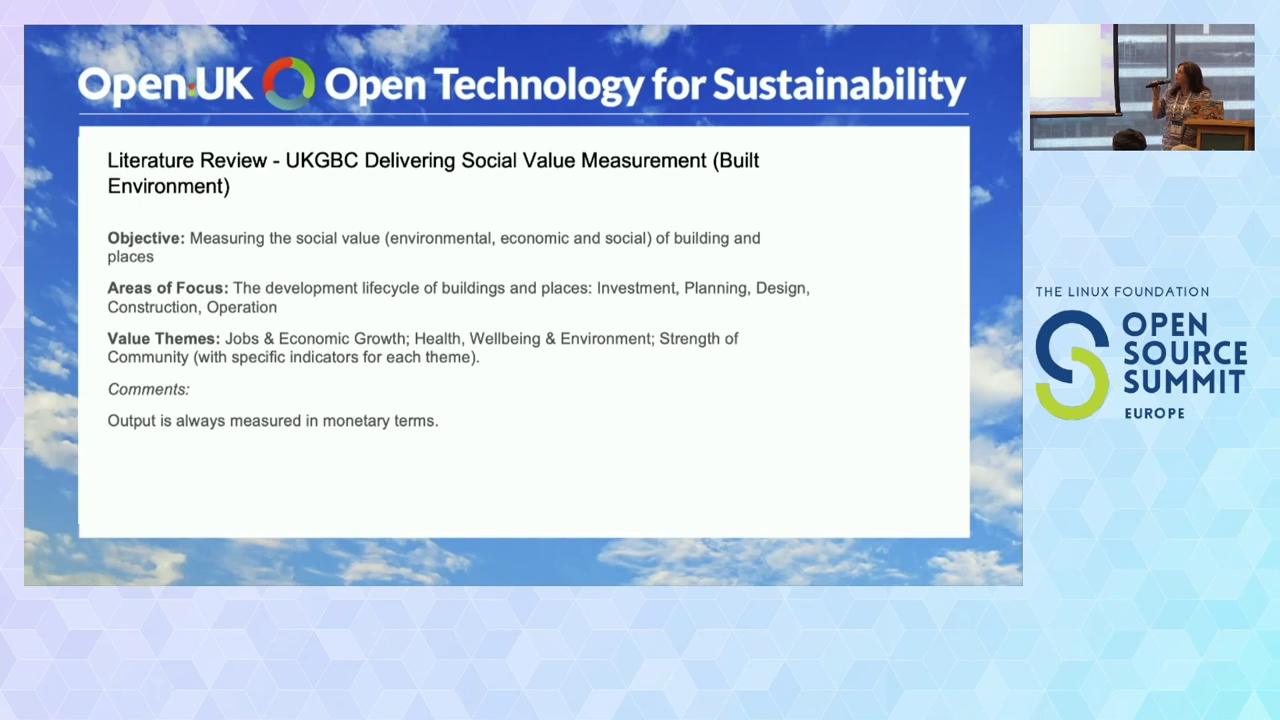 Open:UK Open Technology for Sustainability
Literature Review - UKGBC Delivering Social Value Measurement (Built
Environment)
Objective: Measuring the social value (environmental, economic and social) of building and
places
Areas of Focus: The development lifecycle of buildings and places: Investment, Planning, Design,
Construction, Operation
Value Themes: Jobs & Economic Growth; Health, Wellbeing & Environment; Strength of
Community (with specific indicators for each theme).
Comments:
Output is always measured in monetary terms.
THE LINUX FOUNDATION
OPEN
SOURCE
SUMMIT
EUROPE